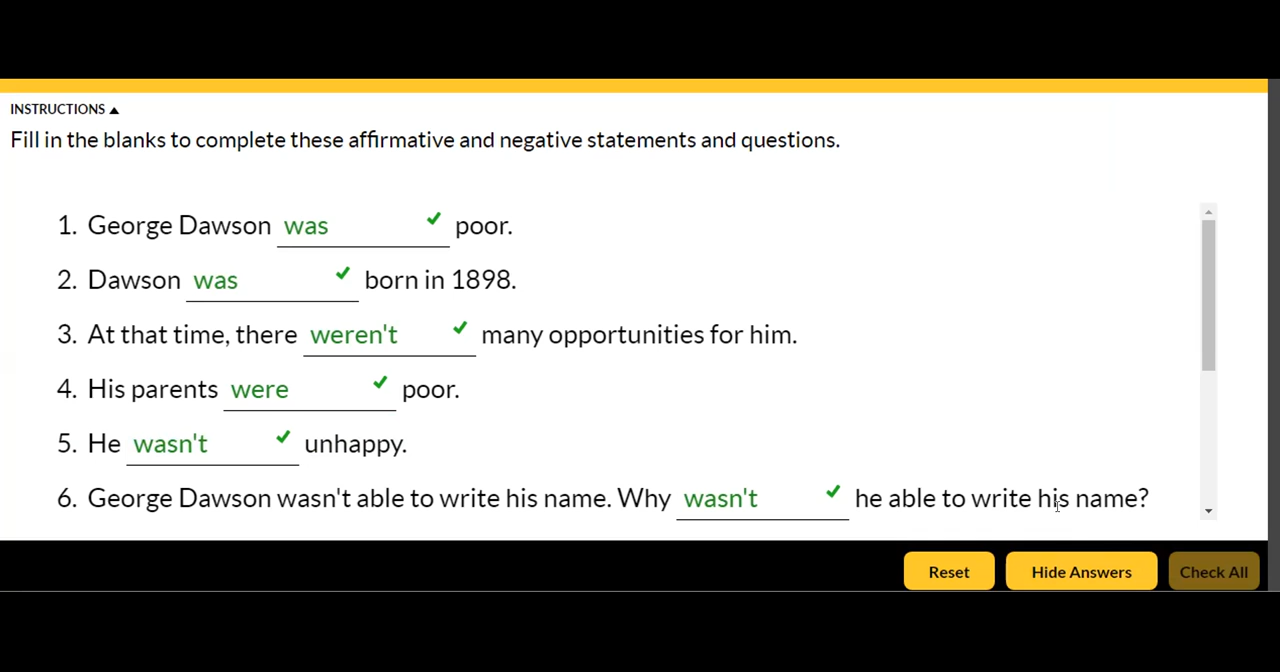 INSTRUCTIONS
Fill in the blanks to complete these affirmative and negative statements and questions.
1. George Dawson was poor.
2. Dawson was born in 1898.
3. At that time, there weren't many opportunities for him.
4. His parents were poor.
5. He wasn't unhappy.
6. George Dawson wasn't able to write his name. Why wasn't he able to write his name?
Reset Hide Answers Check All